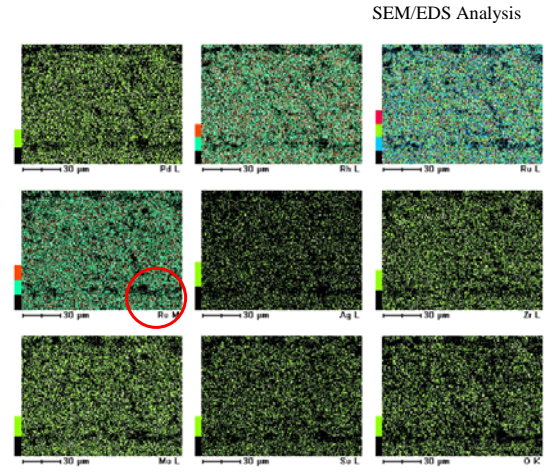 SEM/EDS Analysis
30 µm Pd L
30 µm Rh L
30 µm Ru L
30 µm Ru M
30 µm Ag L
30 µm Zr L
30 µm Mo L
30 µm
30 µm O K